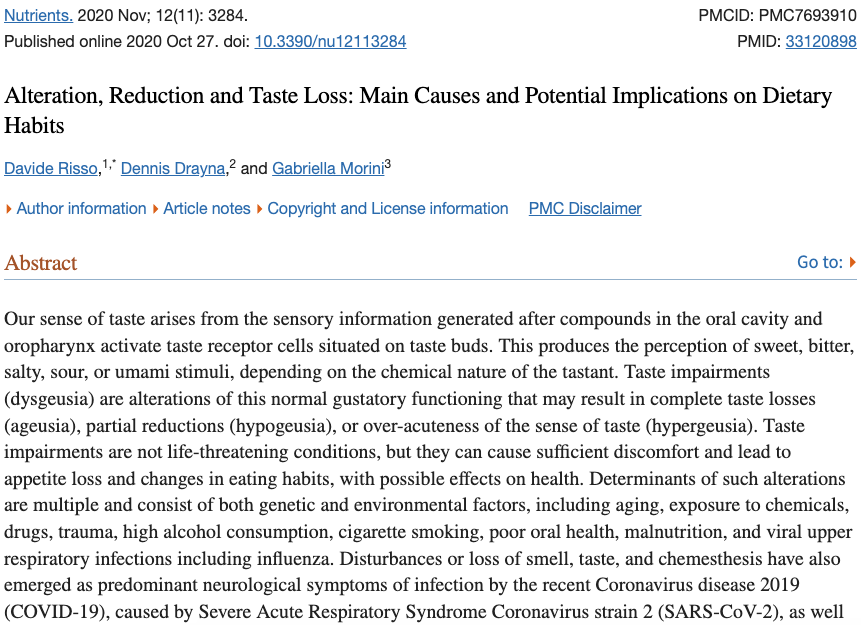 Nutrients. 2020 Nov; 12(11): 3284.
PMCID: PMC7693910
Published online 2020 Oct 27. doi: 10.3390/nu12113284
PMID: 33120898
Alteration, Reduction and Taste Loss: Main Causes and Potential Implications on Dietary
Habits
Davide Risso,1,* Dennis Drayna,2 and Gabriella Morini3
Author information Article notes Copyright and License information PMC Disclaimer
Abstract
Go to:
Our sense of taste arises from the sensory information generated after compounds in the oral cavity and
oropharynx activate taste receptor cells situated on taste buds. This produces the perception of sweet, bitter,
salty, sour, or umami stimuli, depending on the chemical nature of the tastant. Taste impairments
(dysgeusia) are alterations of this normal gustatory functioning that may result in complete taste losses
(ageusia), partial reductions (hypogeusia), or over-acuteness of the sense of taste (hypergeusia). Taste
impairments are not life-threatening conditions, but they can cause sufficient discomfort and lead to
appetite loss and changes in eating habits, with possible effects on health. Determinants of such alterations
are multiple and consist of both genetic and environmental factors, including aging, exposure to chemicals,
drugs, trauma, high alcohol consumption, cigarette smoking, poor oral health, malnutrition, and viral upper
respiratory infections including influenza. Disturbances or loss of smell, taste, and chemesthesis have also
emerged as predominant neurological symptoms of infection by the recent Coronavirus disease 2019
(COVID-19), caused by Severe Acute Respiratory Syndrome Coronavirus strain 2 (SARS-CoV-2), as well